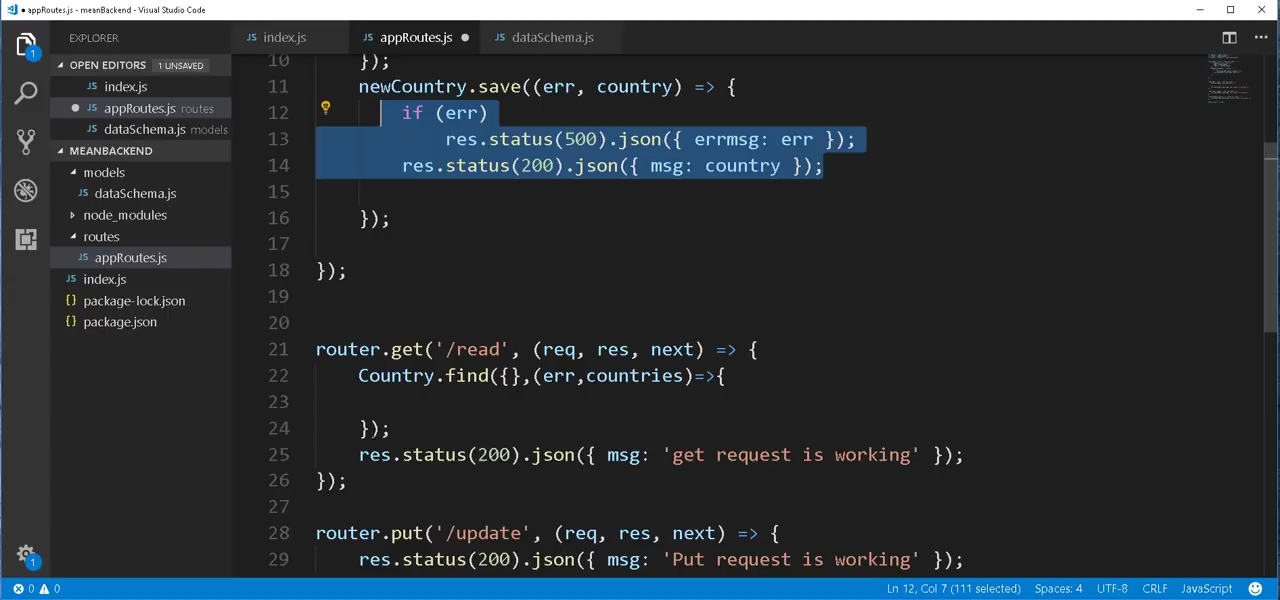 appRoutes.js - meanBackend - Visual Studio Code
EXPLORER
OPEN EDITORS 1 UNSAVED
JS index.js
JS appRoutes.js routes
JS dataSchema.js models
MEANBACKEND
models
JS dataSchema.js
node_modules
routes
JS appRoutes.js
JS index.js
{} package-lock.json
{} package.json
1
1
JS index.js JS appRoutes.js JS dataSchema.js
10 });
11 newCountry.save((err, country) => {
12 if (err)
13 res.status(500).json({ errmsg: err });
14 res.status(200).json({ msg: country });
15
16 });
17
18 });
19
20
21 router.get('/read', (req, res, next) => {
22 Country.find({},(err,countries)=>{
23
24 });
25 res.status(200).json({ msg: 'get request is working' });
26 });
27
28 router.put('/update', (req, res, next) => {
29 res.status(200).json({ msg: 'Put request is working' });
0 0 Ln 12, Col 7 (111 selected) Spaces: 4 UTF-8 CRLF JavaScript